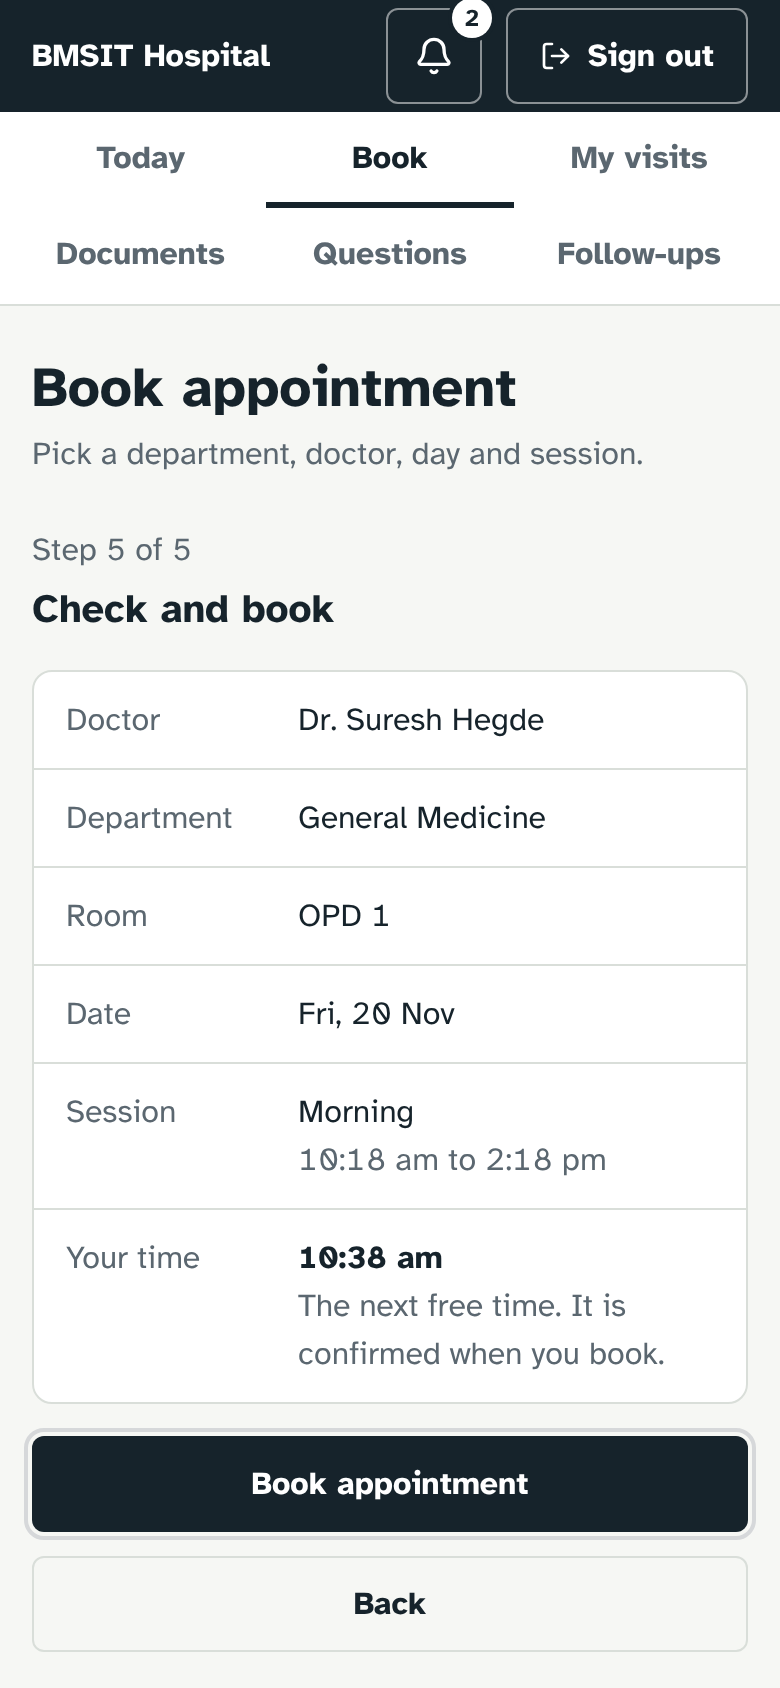 BMSIT Hospital
2
Sign out
Today
Book
My visits
Documents
Questions
Follow-ups
Book appointment
Pick a department, doctor, day and session.
Step 5 of 5
Check and book
Doctor
Dr. Suresh Hegde
Department
General Medicine
Room
OPD 1
Date
Fri, 20 Nov
Session
Morning
10:18 am to 2:18 pm
Your time
10:38 am
The next free time. It is
confirmed when you book.
Book appointment
Back